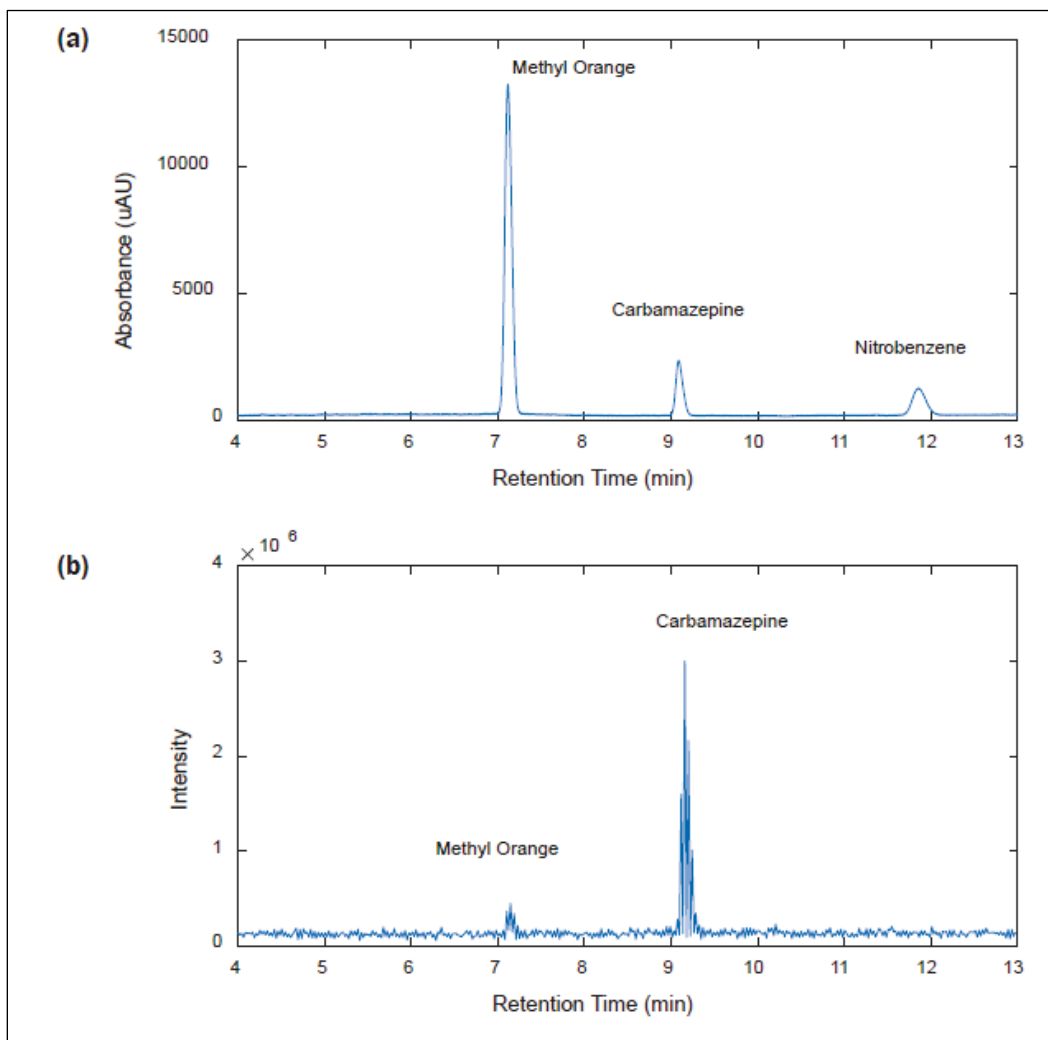 (a)
15000
10000
5000
0
Absorbance (uAU)
Methyl Orange
Carbamazepine
Nitrobenzene
4 5 6 7 8 9 10 11 12 13
Retention Time (min)
(b)
× 10 6
4
3
2
1
0
Intensity
Carbamazepine
Methyl Orange
4 5 6 7 8 9 10 11 12 13
Retention Time (min)